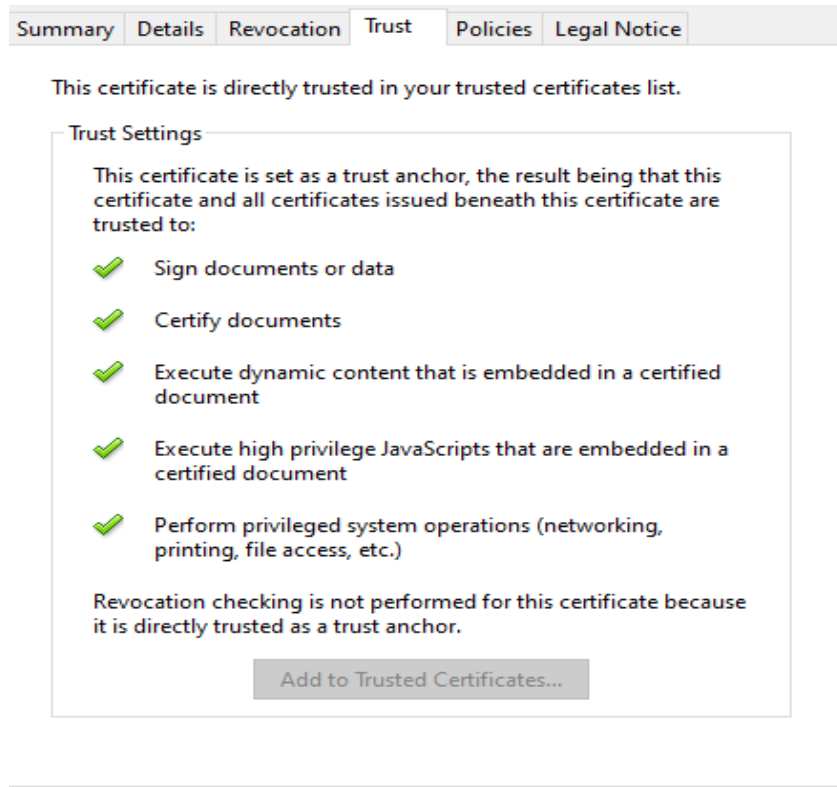 Summary Details Revocation Trust Policies Legal Notice
This certificate is directly trusted in your trusted certificates list.
Trust Settings
This certificate is set as a trust anchor, the result being that this
certificate and all certificates issued beneath this certificate are
trusted to:
Sign documents or data
Certify documents
Execute dynamic content that is embedded in a certified
document
Execute high privilege JavaScripts that are embedded in a
certified document
Perform privileged system operations (networking,
printing, file access, etc.)
Revocation checking is not performed for this certificate because
it is directly trusted as a trust anchor.
Add to Trusted Certificates...